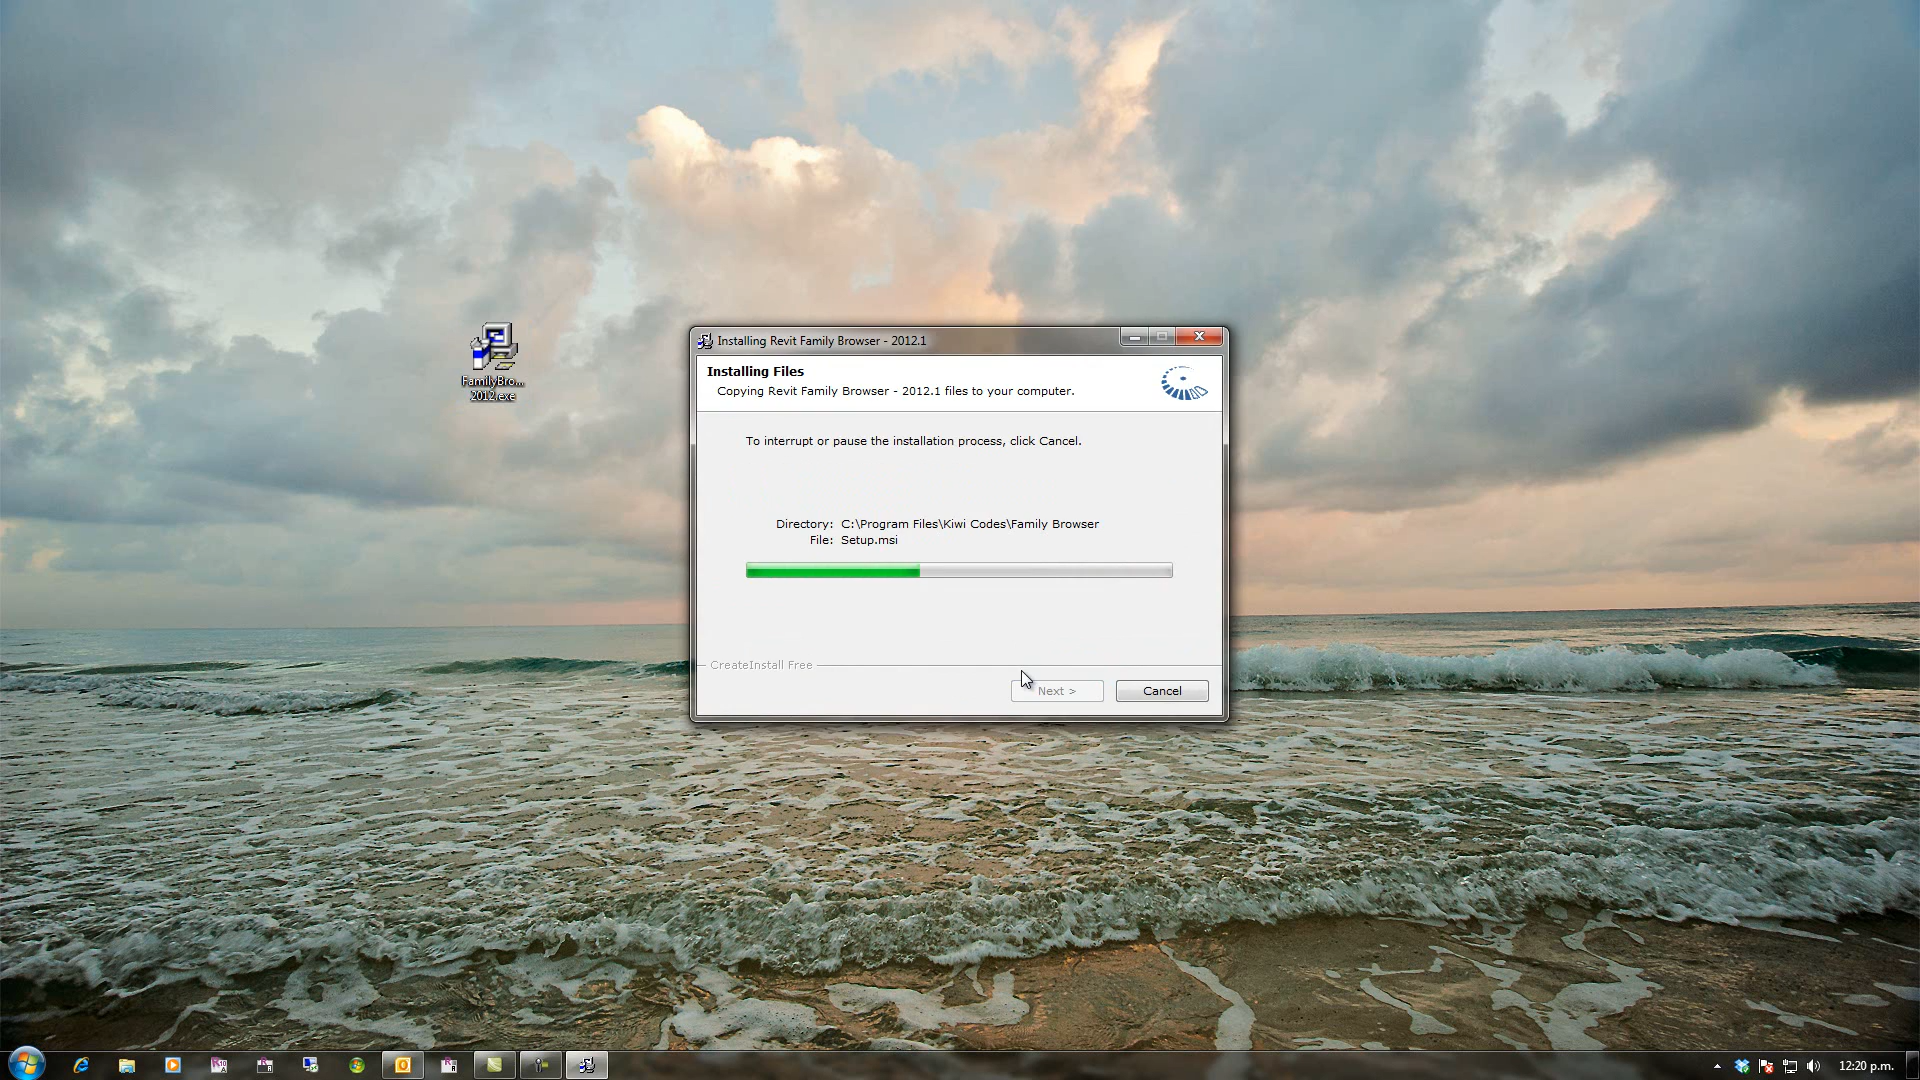 FamilyBro...
2012.exe
Installing Revit Family Browser - 2012.1
Installing Files
Copying Revit Family Browser - 2012.1 files to your computer.
To interrupt or pause the installation process, click Cancel.
Directory: C:\Program Files\Kiwi Codes\Family Browser
File: Setup.msi
CreateInstall Free
Next >
Cancel
12:20 p.m.